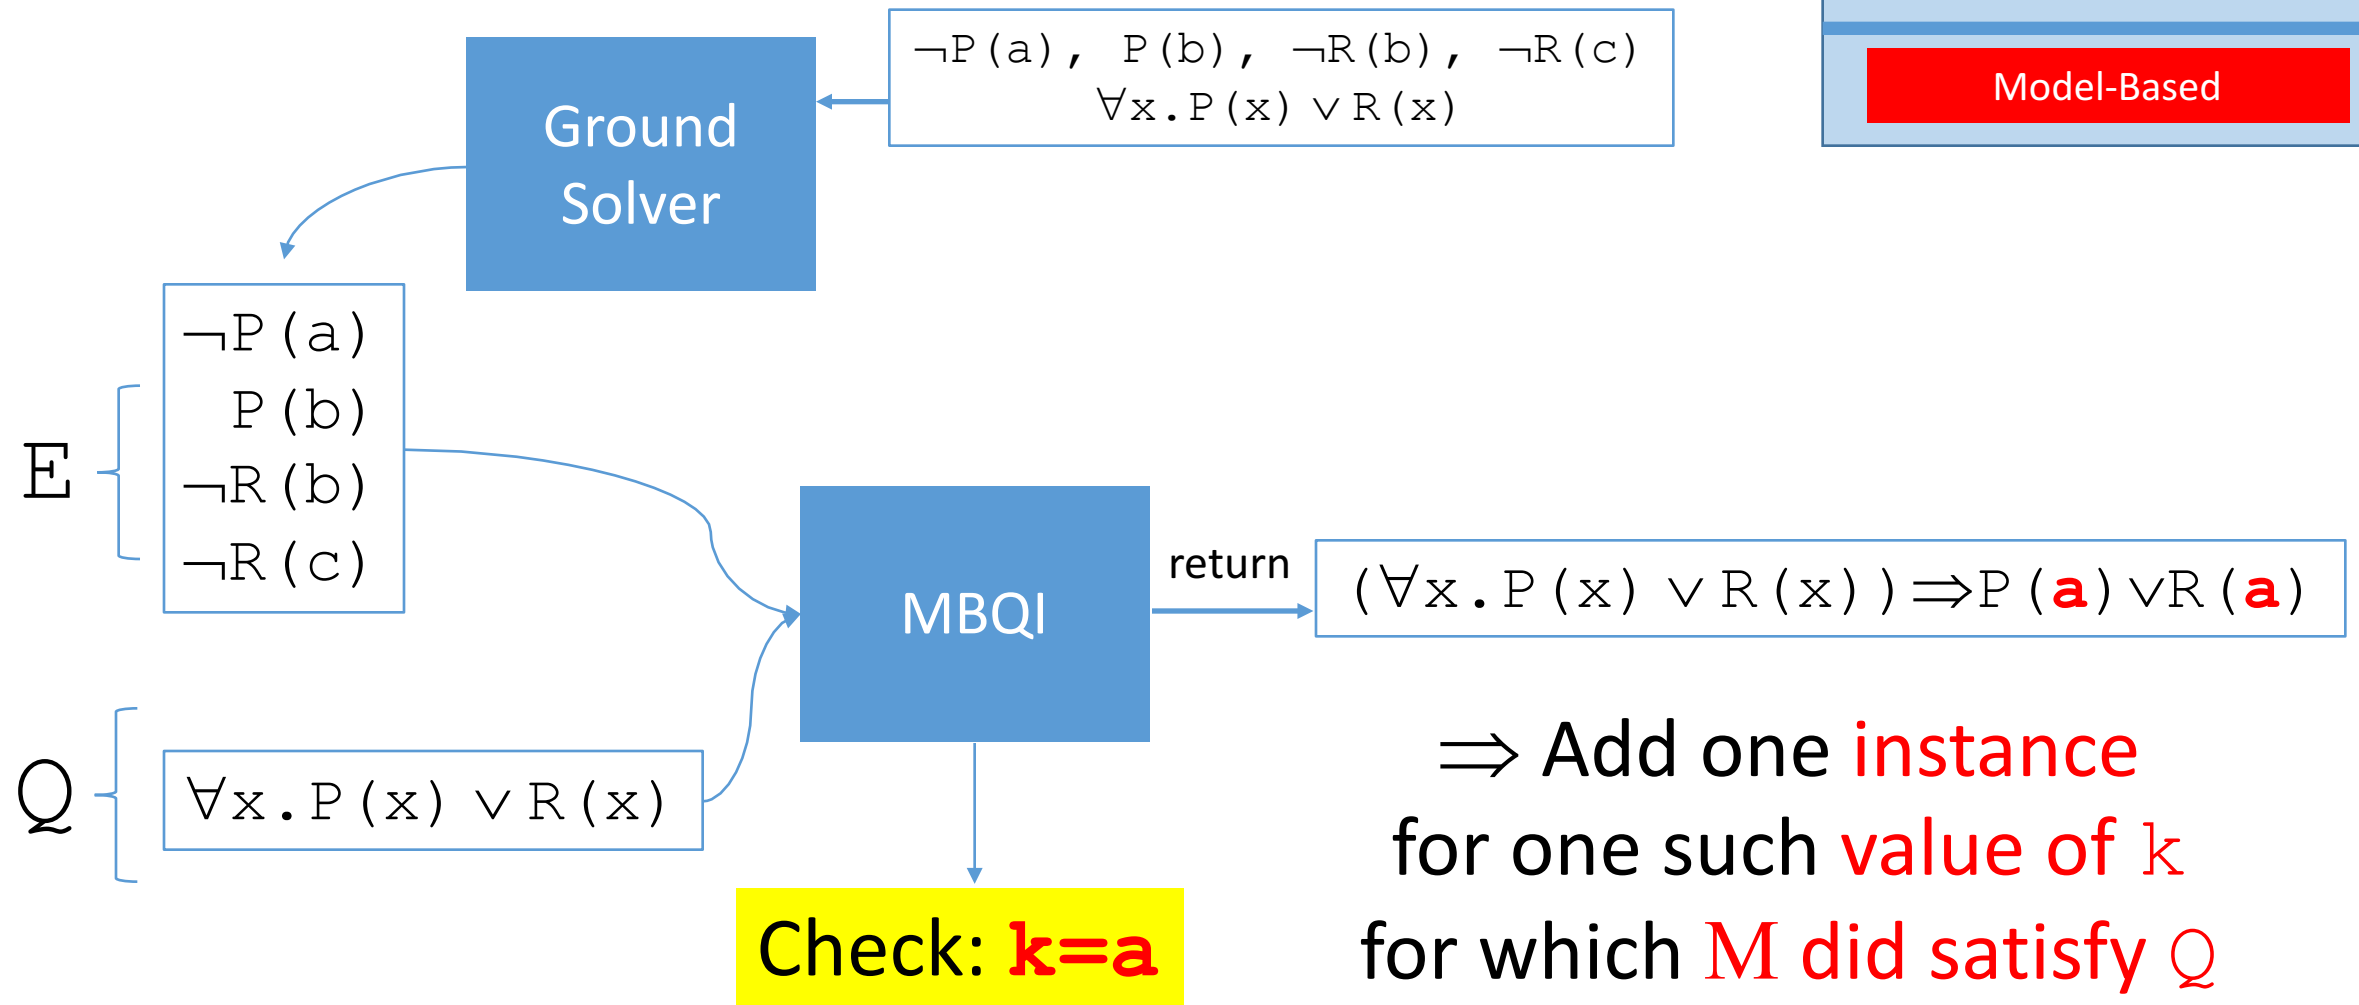 ¬P(a), P(b), ¬R(b), ¬R(c)
∀x.P(x)∨R(x)
Model-Based
Ground
Solver
¬P(a)
P(b)
¬R(b)
¬R(c)
E
MBQI
return
(∀x.P(x) ∨R(x))⇒P(a)∨R(a)
Q
∀x.P(x) ∨R(x)
⇒ Add one instance
for one such value of k
for which M did satisfy Q
Check: k=a